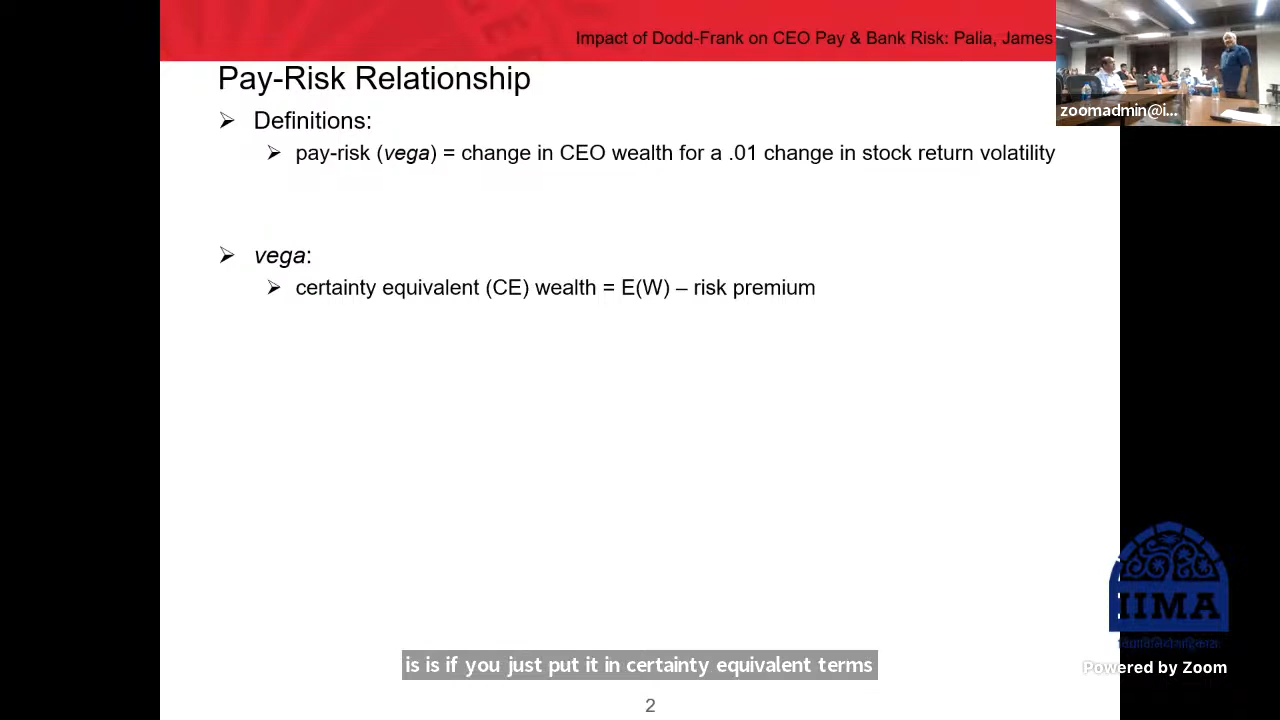 Impact of Dodd-Frank on CEO Pay & Bank Risk: Palia, James
zoomadmin@i...
Pay-Risk Relationship
➢ Definitions:
➢ pay-risk (vega) = change in CEO wealth for a .01 change in stock return volatility
➢ vega:
➢ certainty equivalent (CE) wealth = E(W) – risk premium
IIMA
Powered by Zoom
is is if you just put it in certainty equivalent terms
2